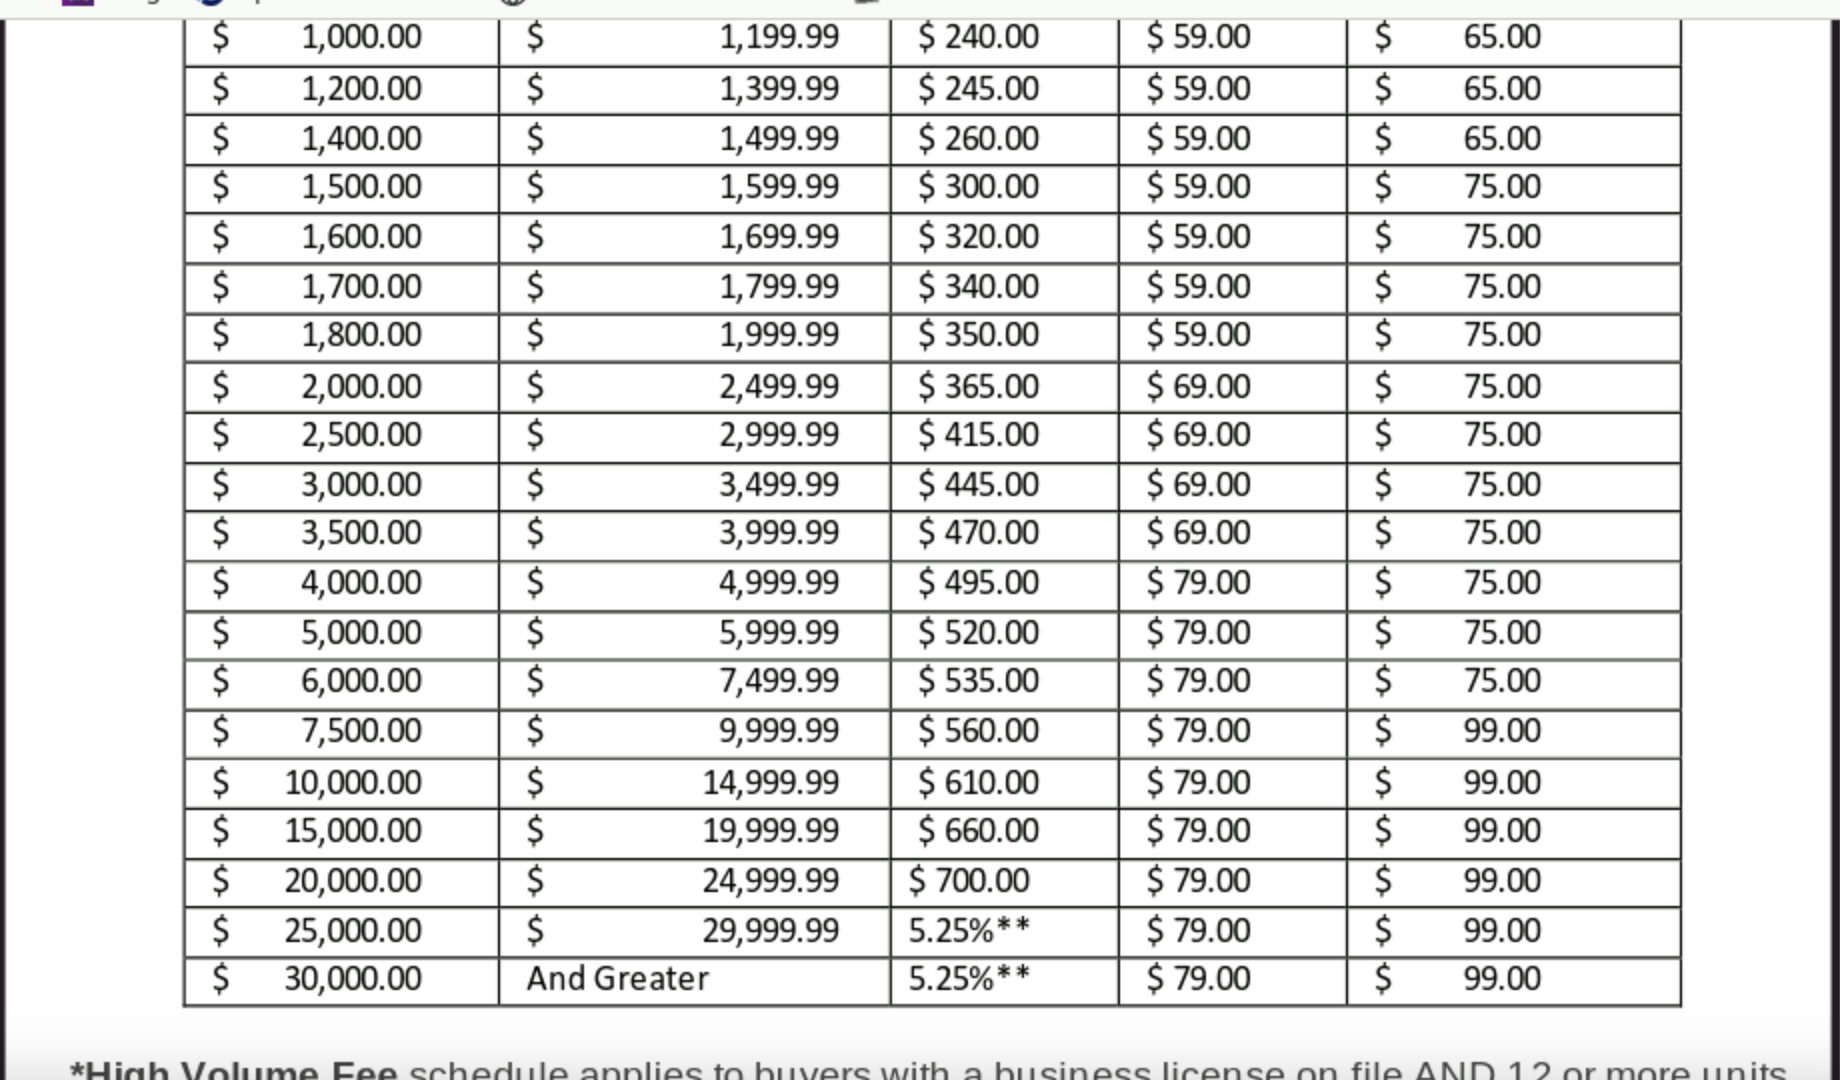 $ 1,000.00 $ 1,199.99 $ 240.00 $ 59.00 $ 65.00
$ 1,200.00 $ 1,399.99 $ 245.00 $ 59.00 $ 65.00
$ 1,400.00 $ 1,499.99 $ 260.00 $ 59.00 $ 65.00
$ 1,500.00 $ 1,599.99 $ 300.00 $ 59.00 $ 75.00
$ 1,600.00 $ 1,699.99 $ 320.00 $ 59.00 $ 75.00
$ 1,700.00 $ 1,799.99 $ 340.00 $ 59.00 $ 75.00
$ 1,800.00 $ 1,999.99 $ 350.00 $ 59.00 $ 75.00
$ 2,000.00 $ 2,499.99 $ 365.00 $ 69.00 $ 75.00
$ 2,500.00 $ 2,999.99 $ 415.00 $ 69.00 $ 75.00
$ 3,000.00 $ 3,499.99 $ 445.00 $ 69.00 $ 75.00
$ 3,500.00 $ 3,999.99 $ 470.00 $ 69.00 $ 75.00
$ 4,000.00 $ 4,999.99 $ 495.00 $ 79.00 $ 75.00
$ 5,000.00 $ 5,999.99 $ 520.00 $ 79.00 $ 75.00
$ 6,000.00 $ 7,499.99 $ 535.00 $ 79.00 $ 75.00
$ 7,500.00 $ 9,999.99 $ 560.00 $ 79.00 $ 99.00
$ 10,000.00 $ 14,999.99 $ 610.00 $ 79.00 $ 99.00
$ 15,000.00 $ 19,999.99 $ 660.00 $ 79.00 $ 99.00
$ 20,000.00 $ 24,999.99 $ 700.00 $ 79.00 $ 99.00
$ 25,000.00 $ 29,999.99 5.25%** $ 79.00 $ 99.00
$ 30,000.00 And Greater 5.25%** $ 79.00 $ 99.00
*High Volume Fee schedule applies to buyers with a business license on file AND 12 or more units